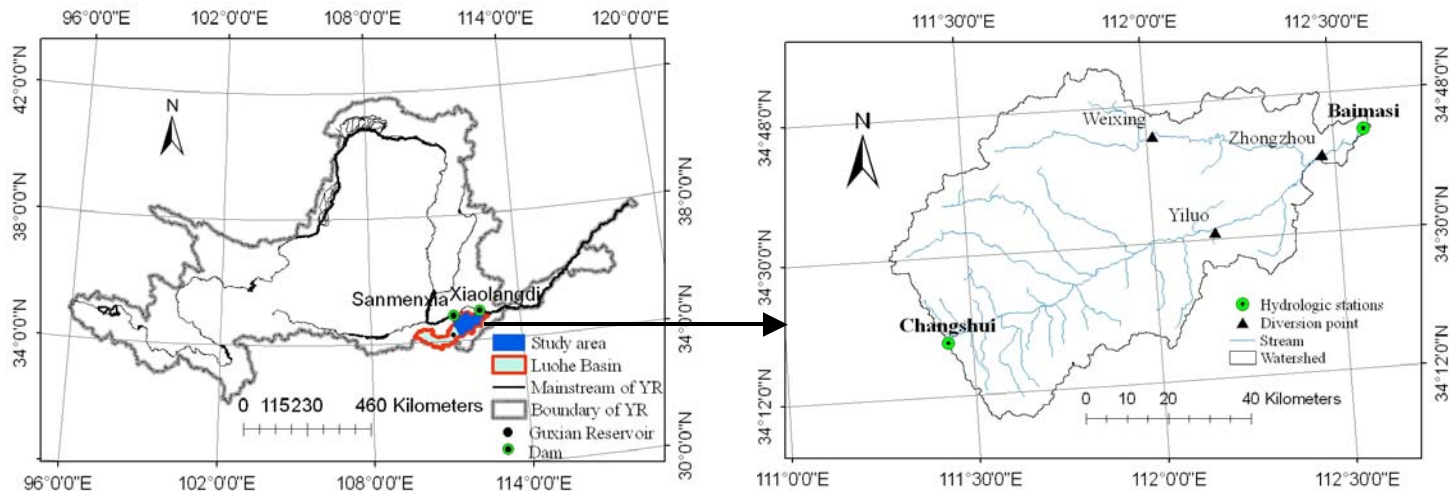 96°0'0"E 102°0'0"E 108°0'0"E 114°0'0"E 120°0'0"E
42°0'0"N
38°0'0"N
34°0'0"N
42°0'0"N
38°0'0"N
34°0'0"N
30°0'0"N
N
Sanmenxia Xiaolangdi
Study area
Luohe Basin
Mainstream of YR
Boundary of YR
Guxian Reservoir
Dam
0 115230 460 Kilometers
96°0'0"E 102°0'0"E 108°0'0"E 114°0'0"E
111°30'0"E 112°0'0"E 112°30'0"E
34°48'0"N
34°30'0"N
34°12'0"N
34°48'0"N
34°30'0"N
34°12'0"N
N
Weixing
Zhongzhou
Baimasi
Yiluo
Changshui
Hydrologic stations
Diversion point
Stream
Watershed
0 10 20 40 Kilometers
111°0'0"E 111°30'0"E 112°0'0"E 112°30'0"E